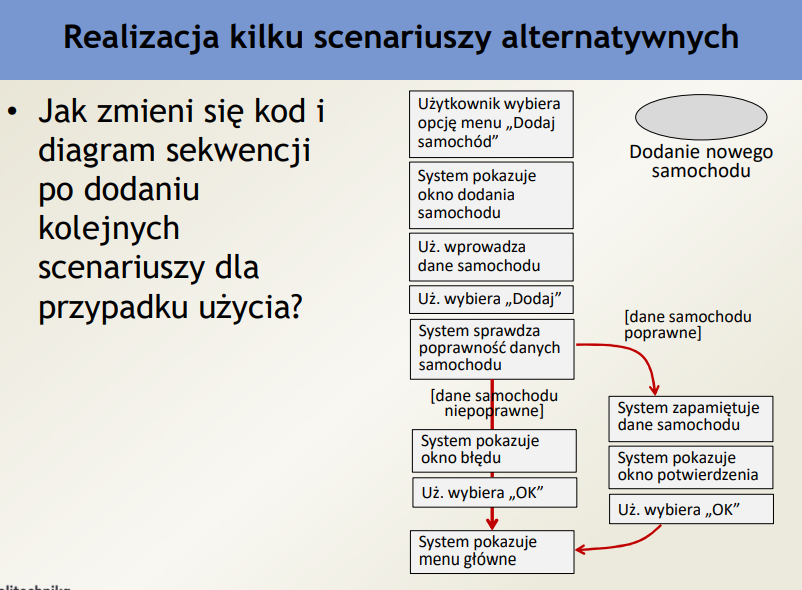 Realizacja kilku scenariuszy alternatywnych
• Jak zmieni się kod i
diagram sekwencji
po dodaniu
kolejnych
scenariuszy dla
przypadku użycia?
Użytkownik wybiera
opcję menu „Dodaj
samochód”
System pokazuje
okno dodania
samochodu
Uż. wprowadza
dane samochodu
Uż. wybiera „Dodaj”
System sprawdza
poprawność danych
samochodu
[dane samochodu
niepoprawne]
System pokazuje
okno błędu
Uż. wybiera „OK”
System pokazuje
menu główne
Dodanie nowego
samochodu
[dane samochodu
poprawne]
System zapamiętuje
dane samochodu
System pokazuje
okno potwierdzenia
Uż. wybiera „OK”